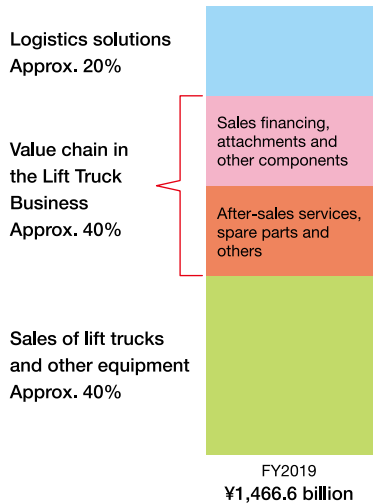 Logistics solutions
Approx. 20%
Sales financing,
attachments and
other components
Value chain in
the Lift Truck
Business
Approx. 40%
After-sales services,
spare parts and
others
Sales of lift trucks
and other equipment
Approx. 40%
FY2019
¥1,466.6 billion